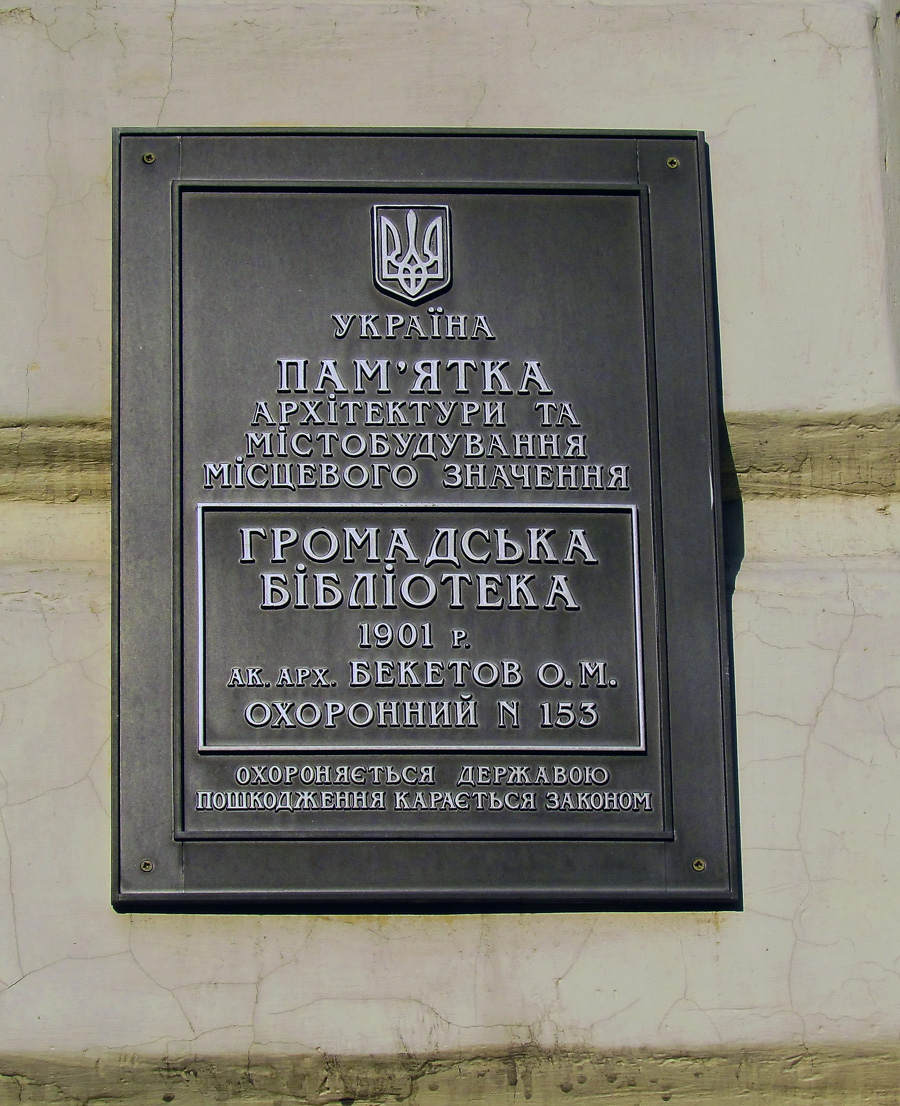 УКРАЇНА
ПАМ'ЯТКА
АРХІТЕКТУРИ ТА
МІСТОБУДУВАННЯ
МІСЦЕВОГО ЗНАЧЕННЯ
ГРОМАДСЬКА
БІБЛІОТЕКА
1901 Р.
АК. АРХ. БЕКЕТОВ О.М.
ОХОРОННИЙ N 153
ОХОРОНЯЄТЬСЯ ДЕРЖАВОЮ
ПОШКОДЖЕННЯ КАРАЄТЬСЯ ЗАКОНОМ